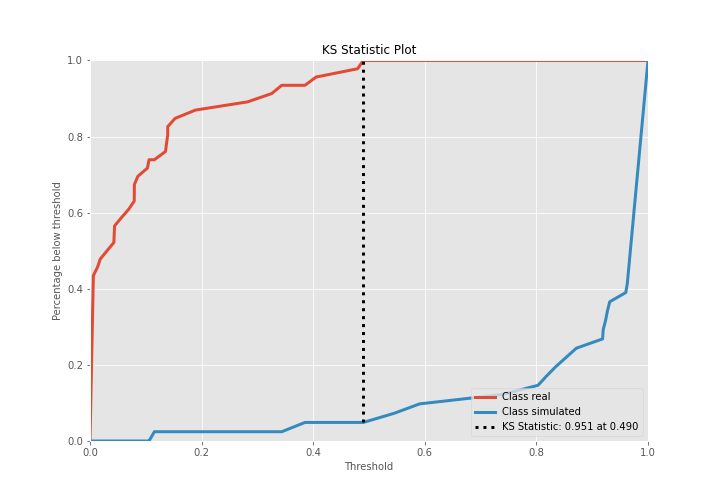 KS Statistic Plot
1.0
0.8
0.6
0.4
0.2
0.0
Percentage below threshold
0.0 0.2 0.4 0.6 0.8 1.0
Threshold
Class real
Class simulated
KS Statistic: 0.951 at 0.490